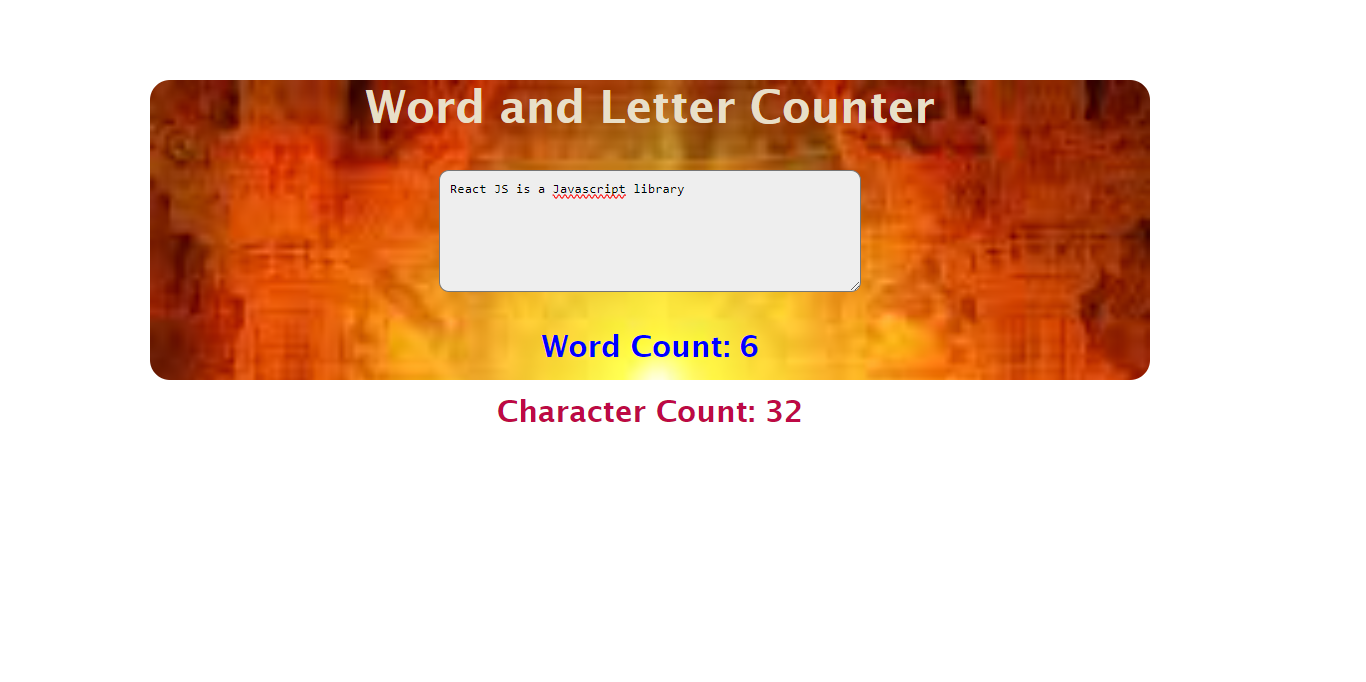 Word and Letter Counter
React JS is a Javascript library
Word Count: 6
Character Count: 32